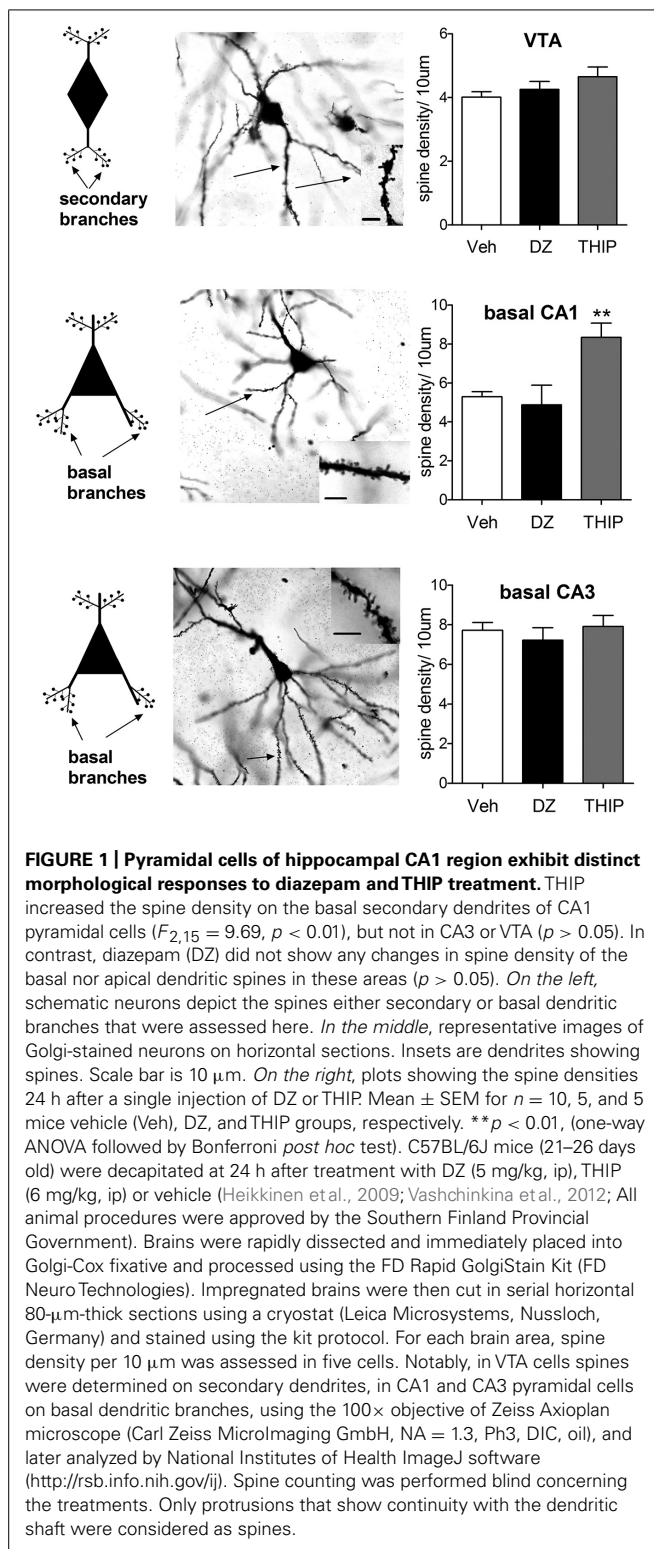 VTA
spine density/ 10um
6
4
2
0
Veh DZ THIP
secondary
branches
basal CA1
**
spine density/ 10um
10
8
6
4
2
0
Veh DZ THIP
basal
branches
basal CA3
spine density/ 10um
10
8
6
4
2
0
Veh DZ THIP
basal
branches
FIGURE 1 | Pyramidal cells of hippocampal CA1 region exhibit distinct
morphological responses to diazepam and THIP treatment. THIP
increased the spine density on the basal secondary dendrites of CA1
pyramidal cells (F2,15 = 9.69, p < 0.01), but not in CA3 or VTA (p > 0.05). In
contrast, diazepam (DZ) did not show any changes in spine density of the
basal nor apical dendritic spines in these areas (p > 0.05). On the left,
schematic neurons depict the spines either secondary or basal dendritic
branches that were assessed here. In the middle, representative images of
Golgi-stained neurons on horizontal sections. Insets are dendrites showing
spines. Scale bar is 10 μm. On the right, plots showing the spine densities
24 h after a single injection of DZ or THIP. Mean ± SEM for n = 10, 5, and 5
mice vehicle (Veh), DZ, and THIP groups, respectively. **p < 0.01, (one-way
ANOVA followed by Bonferroni post hoc test). C57BL/6J mice (21–26 days
old) were decapitated at 24 h after treatment with DZ (5 mg/kg, ip), THIP
(6 mg/kg, ip) or vehicle (Heikkinen et al., 2009; Vashchinkina et al., 2012; All
animal procedures were approved by the Southern Finland Provincial
Government). Brains were rapidly dissected and immediately placed into
Golgi-Cox fixative and processed using the FD Rapid GolgiStain Kit (FD
Neuro Technologies). Impregnated brains were then cut in serial horizontal
80-μm-thick sections using a cryostat (Leica Microsystems, Nussloch,
Germany) and stained using the kit protocol. For each brain area, spine
density per 10 μm was assessed in five cells. Notably, in VTA cells spines
were determined on secondary dendrites, in CA1 and CA3 pyramidal cells
on basal dendritic branches, using the 100× objective of Zeiss Axioplan
microscope (Carl Zeiss MicroImaging GmbH, NA = 1.3, Ph3, DIC, oil), and
later analyzed by National Institutes of Health ImageJ software
(http://rsb.info.nih.gov/ij). Spine counting was performed blind concerning
the treatments. Only protrusions that show continuity with the dendritic
shaft were considered as spines.